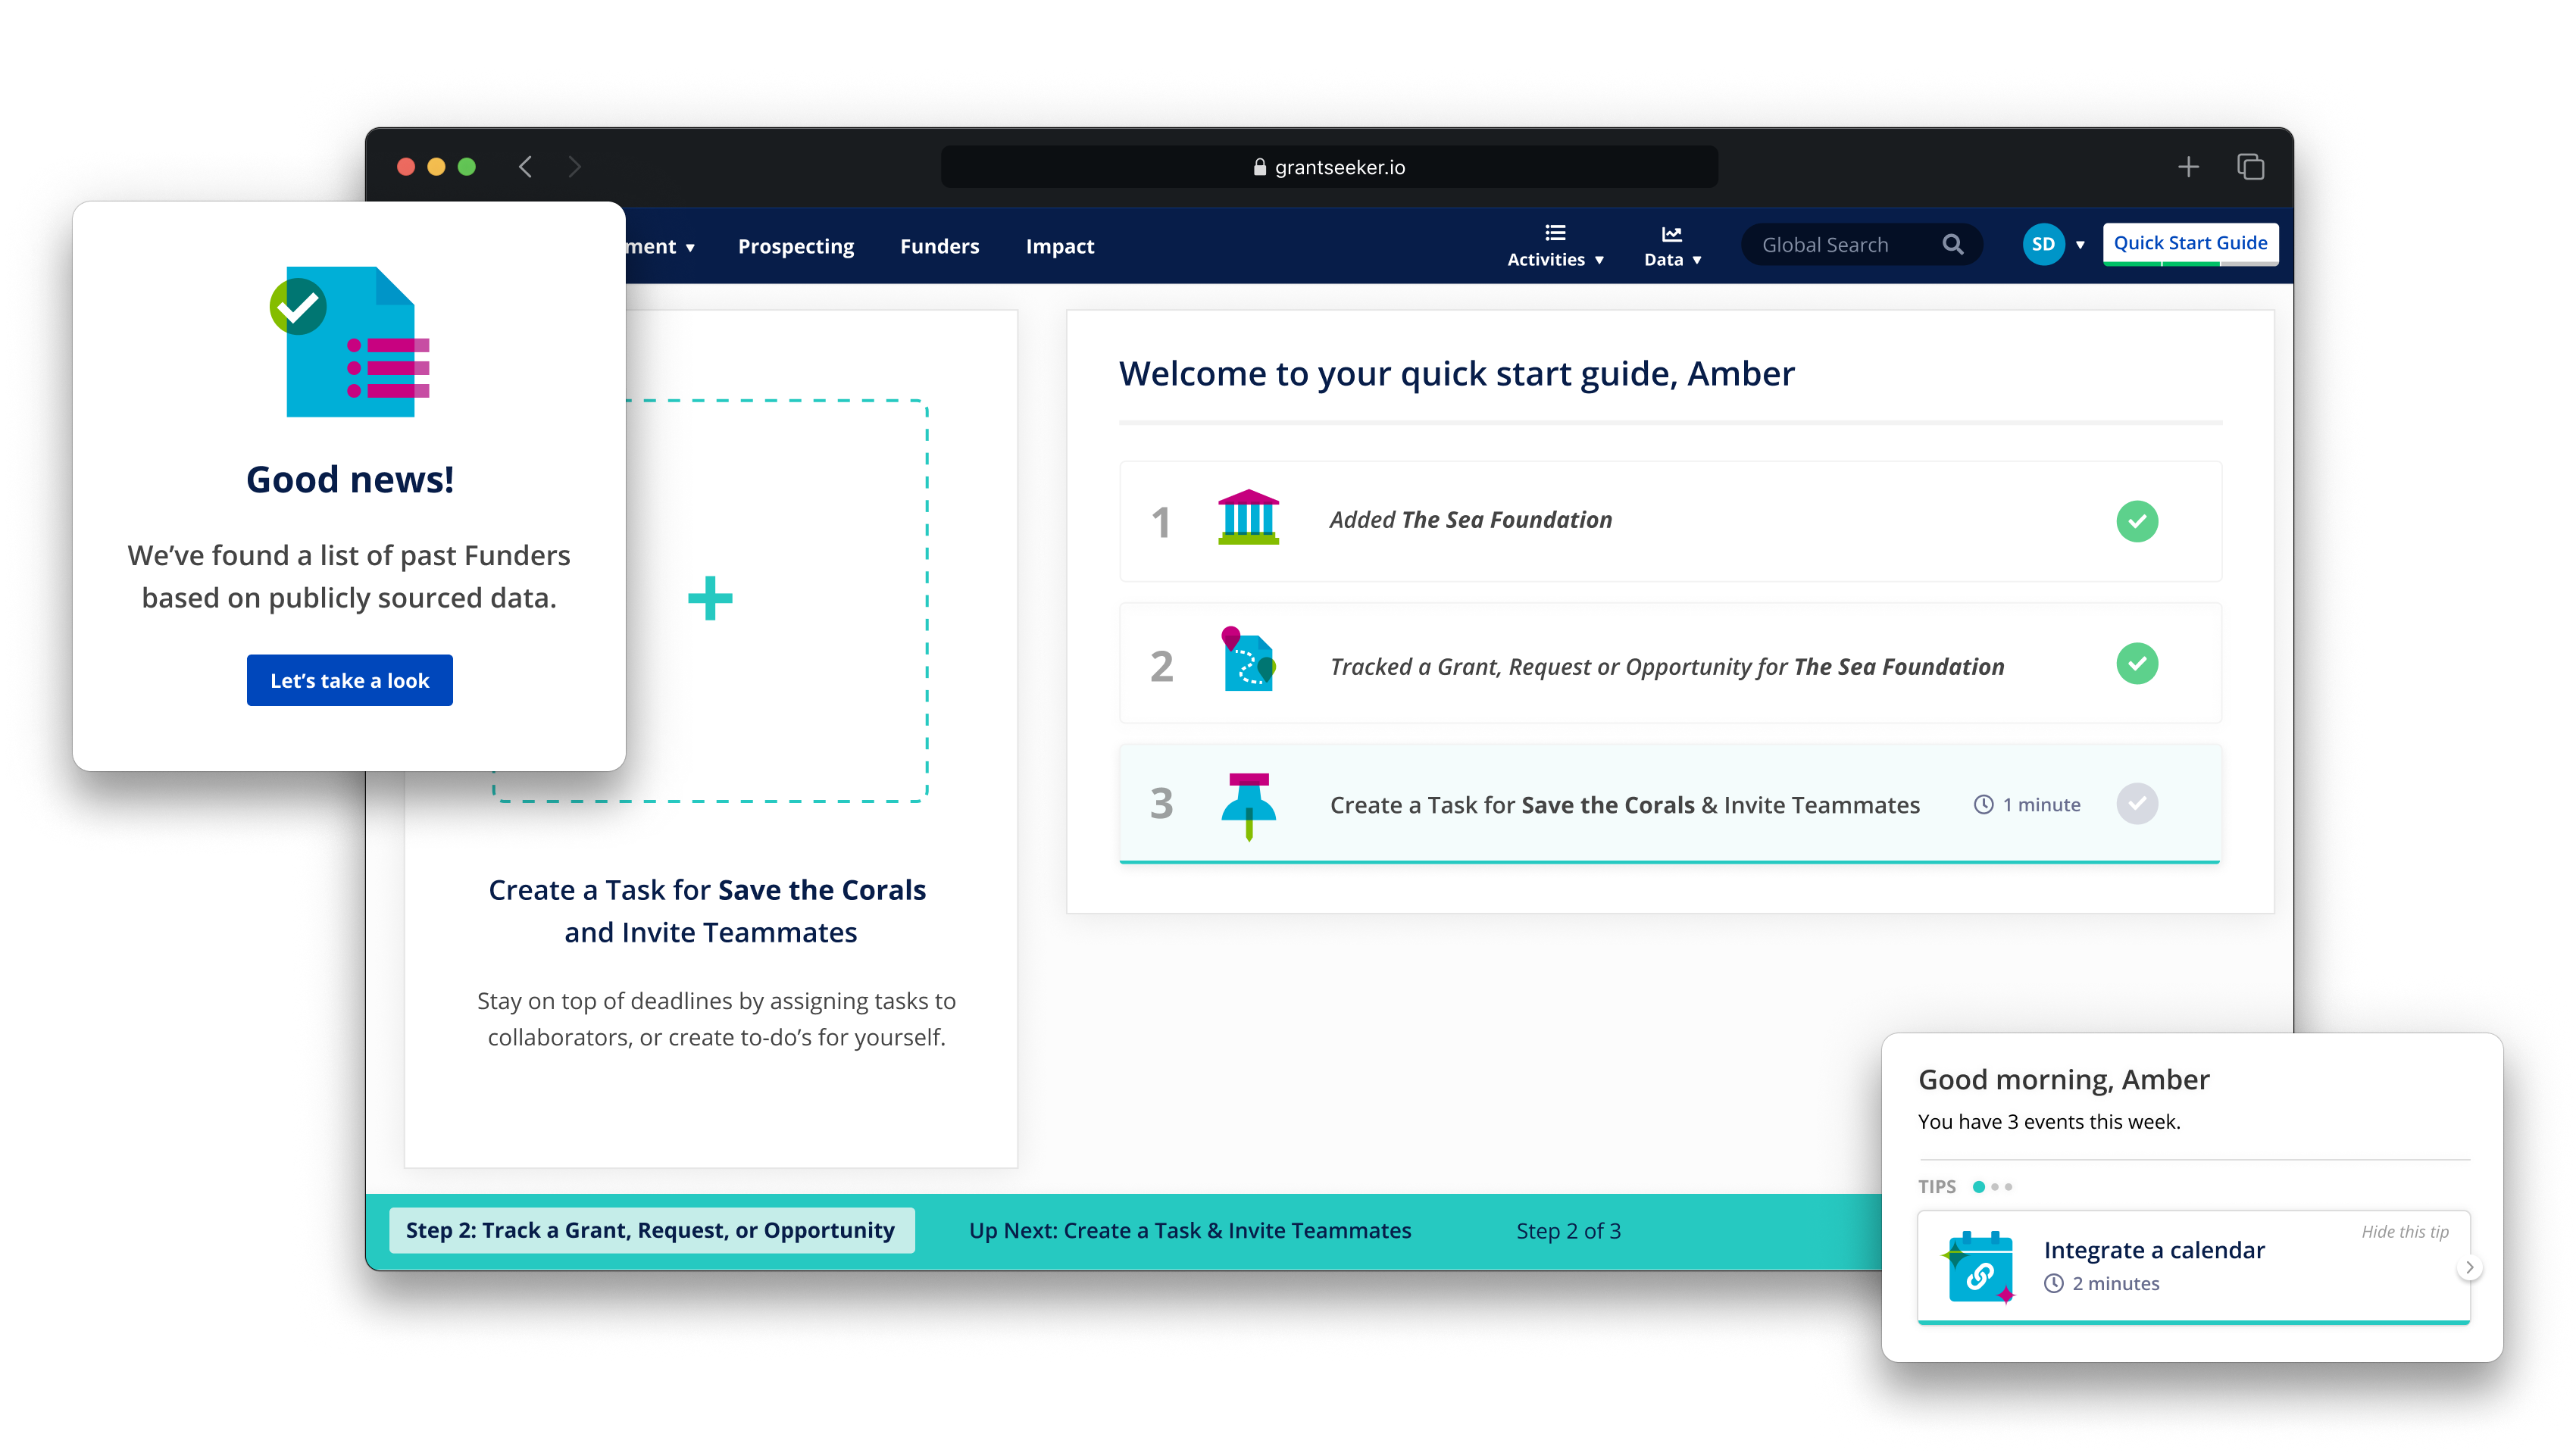 grantseeker.io
Prospecting
Funders
Impact
Activities
Data
Global Search
SD
Quick Start Guide
Good news!
We’ve found a list of past Funders
based on publicly sourced data.
Let’s take a look
Create a Task for Save the Corals
and Invite Teammates
Stay on top of deadlines by assigning tasks to
collaborators, or create to-do’s for yourself.
Welcome to your quick start guide, Amber
1
Added The Sea Foundation
2
Tracked a Grant, Request or Opportunity for The Sea Foundation
3
Create a Task for Save the Corals & Invite Teammates
1 minute
Step 2: Track a Grant, Request, or Opportunity
Up Next: Create a Task & Invite Teammates
Step 2 of 3
Good morning, Amber
You have 3 events this week.
TIPS
Hide this tip
Integrate a calendar
2 minutes